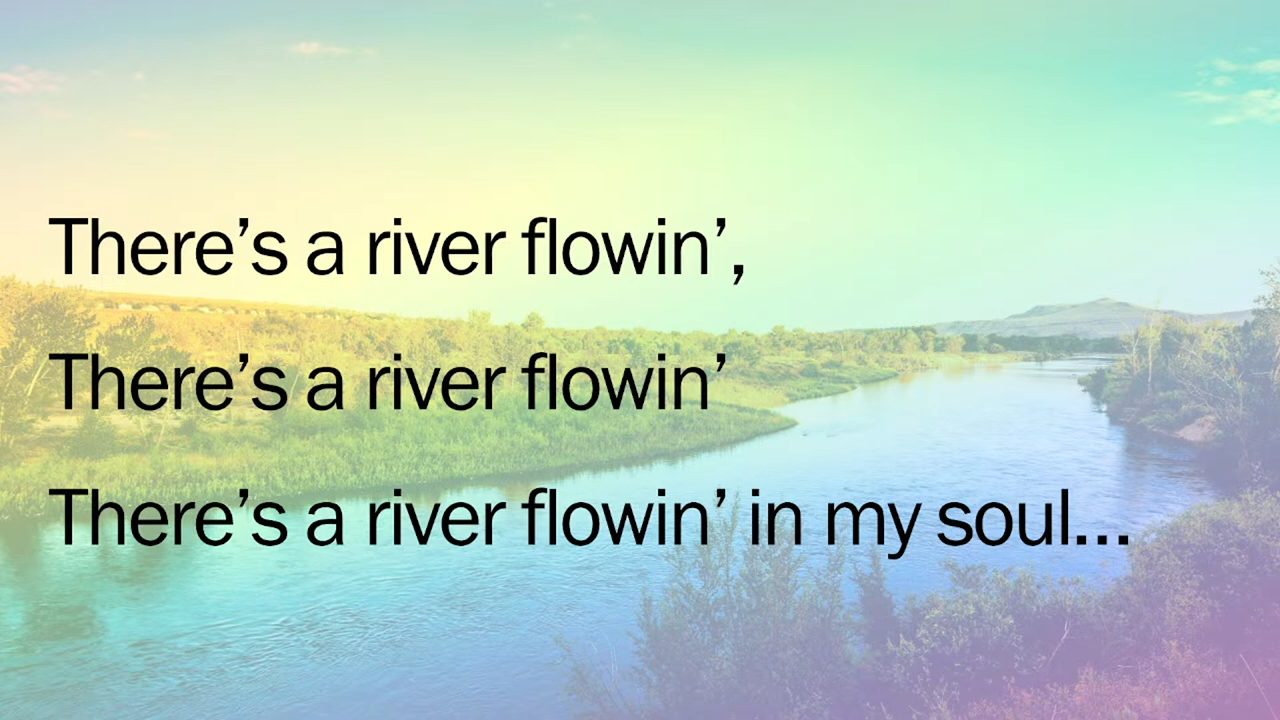 There’s a river flowin’,
There’s a river flowin’
There’s a river flowin’ in my soul…